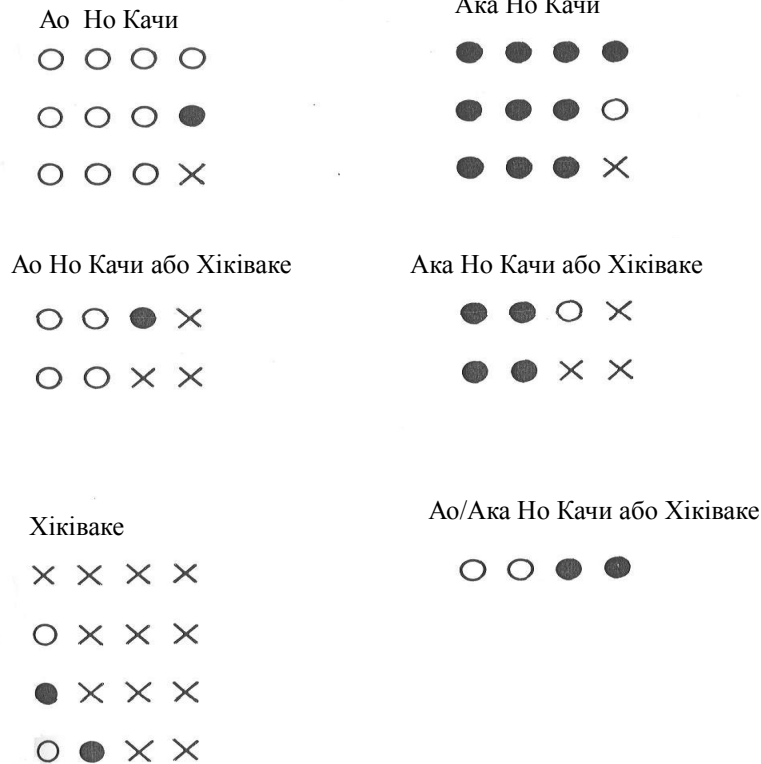 Ао Но Качи
Ака Но Качи
Ао Но Качи або Хіківаке
Ака Но Качи або Хіківаке
Хіківаке
Ао/Ака Но Качи або Хіківаке